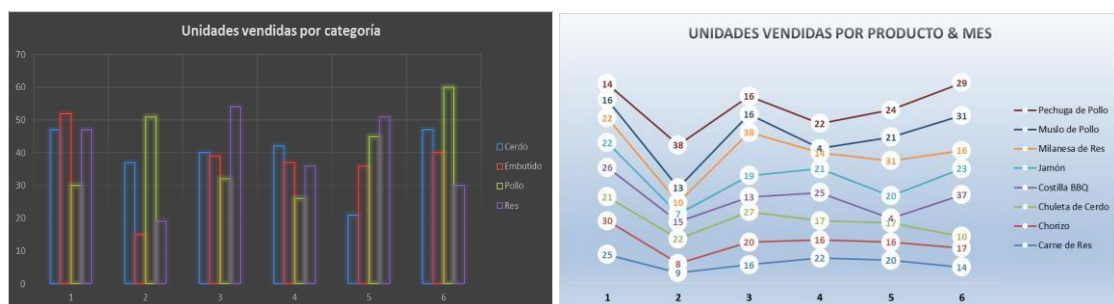 Unidades vendidas por categoría
70
60
50
40
30
20
10
0
1 2 3 4 5 6
Cerdo
Embutido
Pollo
Res
UNIDADES VENDIDAS POR PRODUCTO & MES
14 38 16 22 24 29
16 13 16 4 21 31
22 10 38 14 31 16
22 7 19 21 20 23
26 15 13 25 4 37
21 22 27 17 17 10
30 8 20 16 16 17
25 9 16 22 20 14
1 2 3 4 5 6
Pechuga de Pollo
Muslo de Pollo
Milanesa de Res
Jamón
Costilla BBQ
Chuleta de Cerdo
Chorizo
Carne de Res